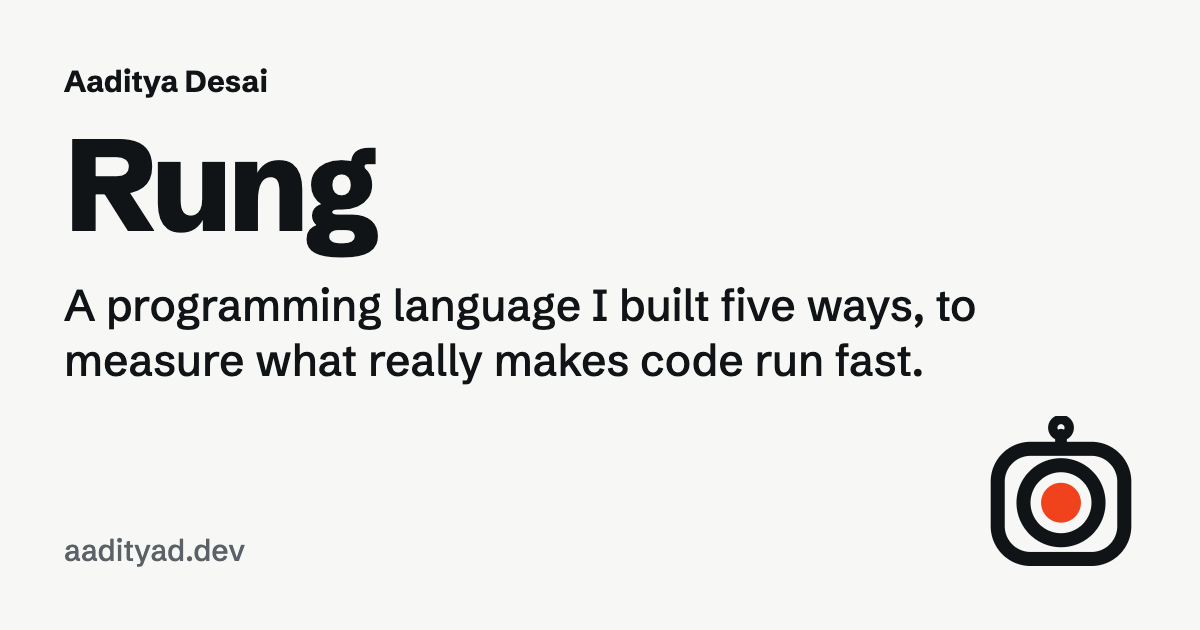 Aaditya Desai
Rung
A programming language I built five ways, to
measure what really makes code run fast.
aadityad.dev